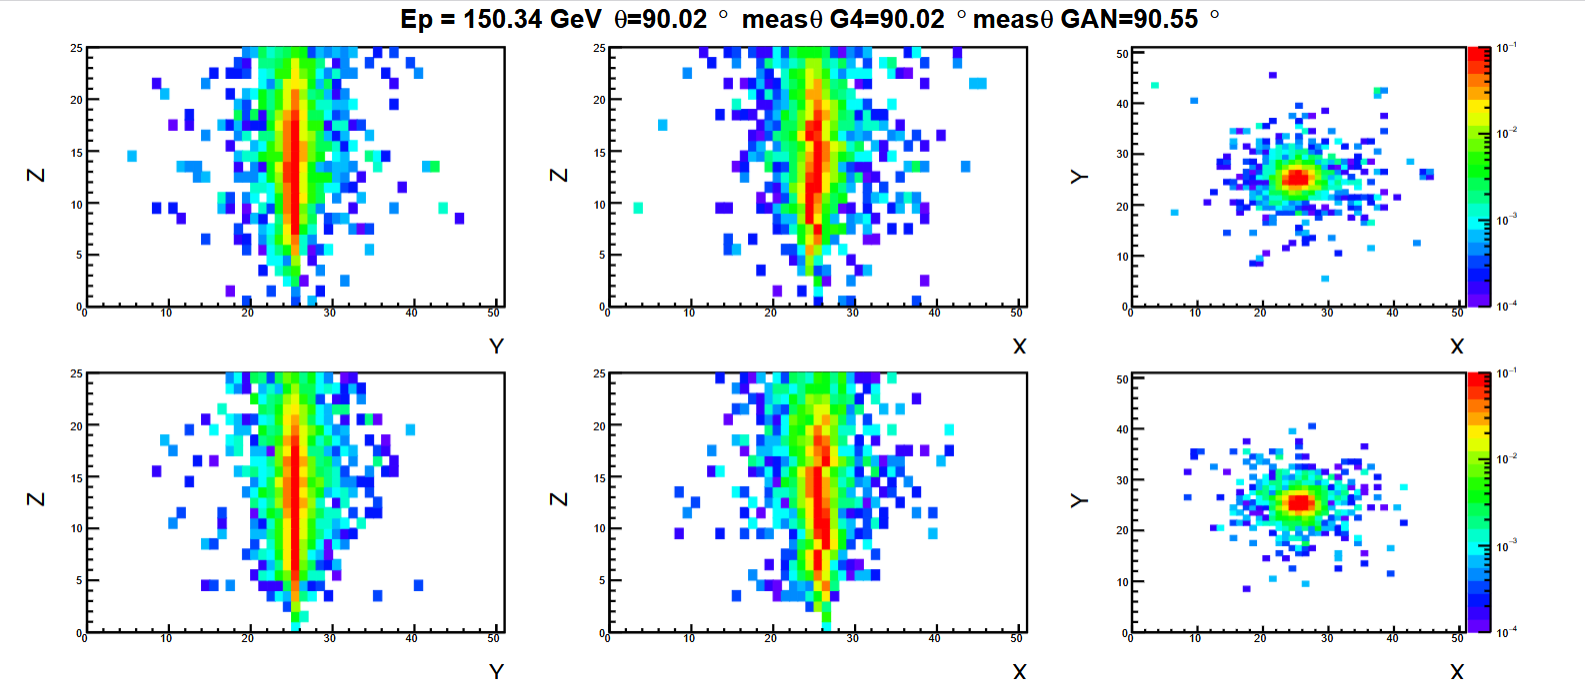 Ep = 150.34 GeV θ=90.02 ° measθ G4=90.02 ° measθ GAN=90.55 °
25 20 15 10 5 0
Z
0 10 20 30 40 50
Y
25 20 15 10 5 0
Z
0 10 20 30 40 50
X
50 40 30 20 10 0
Y
0 10 20 30 40 50
X
10⁻¹ 10⁻² 10⁻³ 10⁻⁴
25 20 15 10 5 0
Z
0 10 20 30 40 50
Y
25 20 15 10 5 0
Z
0 10 20 30 40 50
X
50 40 30 20 10 0
Y
0 10 20 30 40 50
X
10⁻¹ 10⁻² 10⁻³ 10⁻⁴